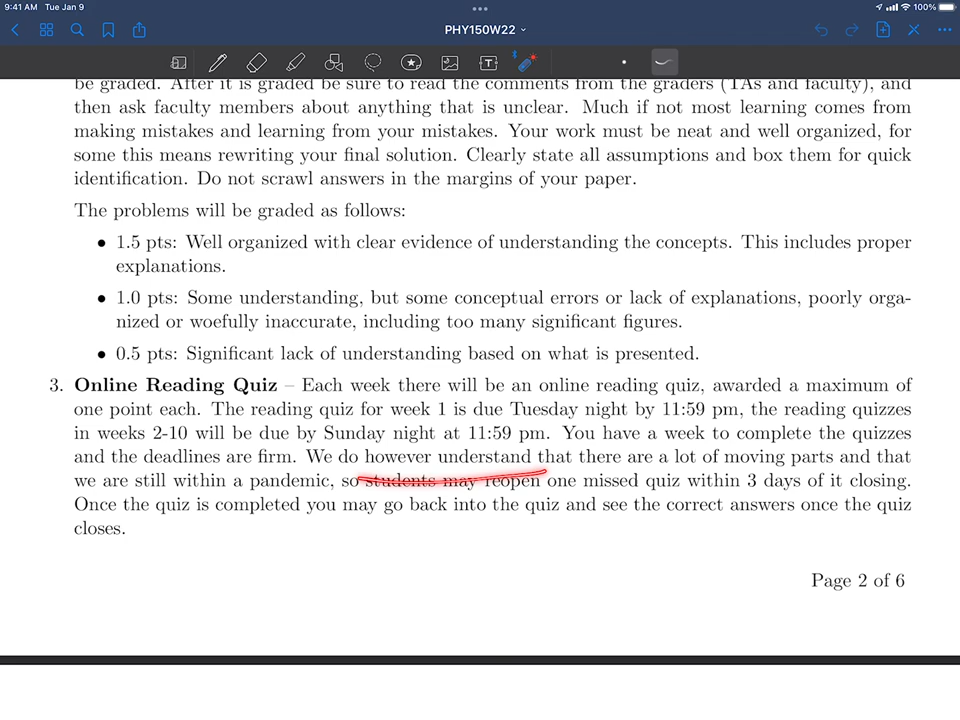 9:41 AM Tue Jan 9
100%
PHY150W22
be graded. After it is graded be sure to read the comments from the graders (TAs and faculty), and
then ask faculty members about anything that is unclear. Much if not most learning comes from
making mistakes and learning from your mistakes. Your work must be neat and well organized, for
some this means rewriting your final solution. Clearly state all assumptions and box them for quick
identification. Do not scrawl answers in the margins of your paper.
The problems will be graded as follows:
• 1.5 pts: Well organized with clear evidence of understanding the concepts. This includes proper
explanations.
• 1.0 pts: Some understanding, but some conceptual errors or lack of explanations, poorly orga-
nized or woefully inaccurate, including too many significant figures.
• 0.5 pts: Significant lack of understanding based on what is presented.
3. Online Reading Quiz – Each week there will be an online reading quiz, awarded a maximum of
one point each. The reading quiz for week 1 is due Tuesday night by 11:59 pm, the reading quizzes
in weeks 2-10 will be due by Sunday night at 11:59 pm. You have a week to complete the quizzes
and the deadlines are firm. We do however understand that there are a lot of moving parts and that
we are still within a pandemic, so students may reopen one missed quiz within 3 days of it closing.
Once the quiz is completed you may go back into the quiz and see the correct answers once the quiz
closes.
Page 2 of 6